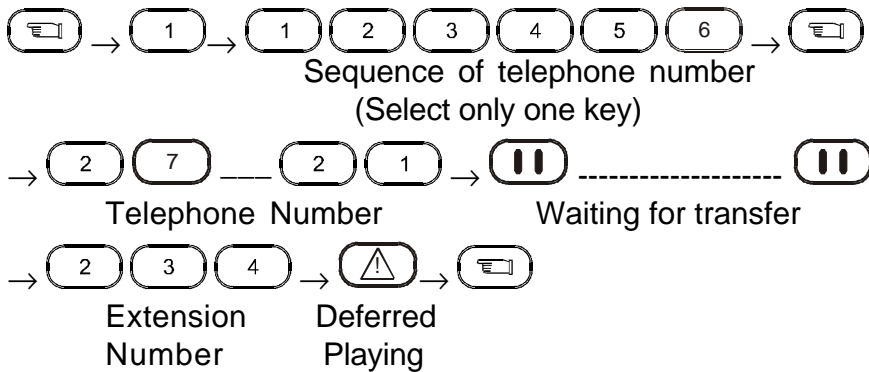 → 1 → 1 2 3 4 5 6 →
Sequence of telephone number
(Select only one key)
→ 2 7 ___ 2 1 → -------------------
Telephone Number Waiting for transfer
→ 2 3 4 → ! →
Extension Deferred
Number Playing